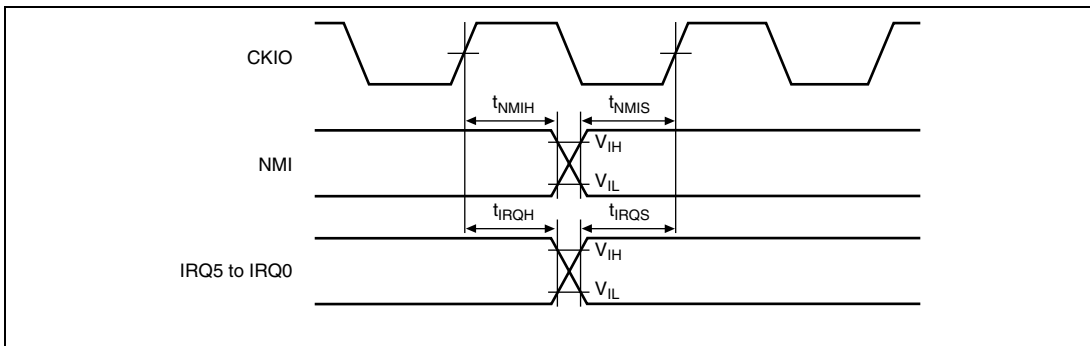 CKIO
tNMIH tNMIS
VIH
NMI
VIL
tIRQH tIRQS
VIH
IRQ5 to IRQ0
VIL